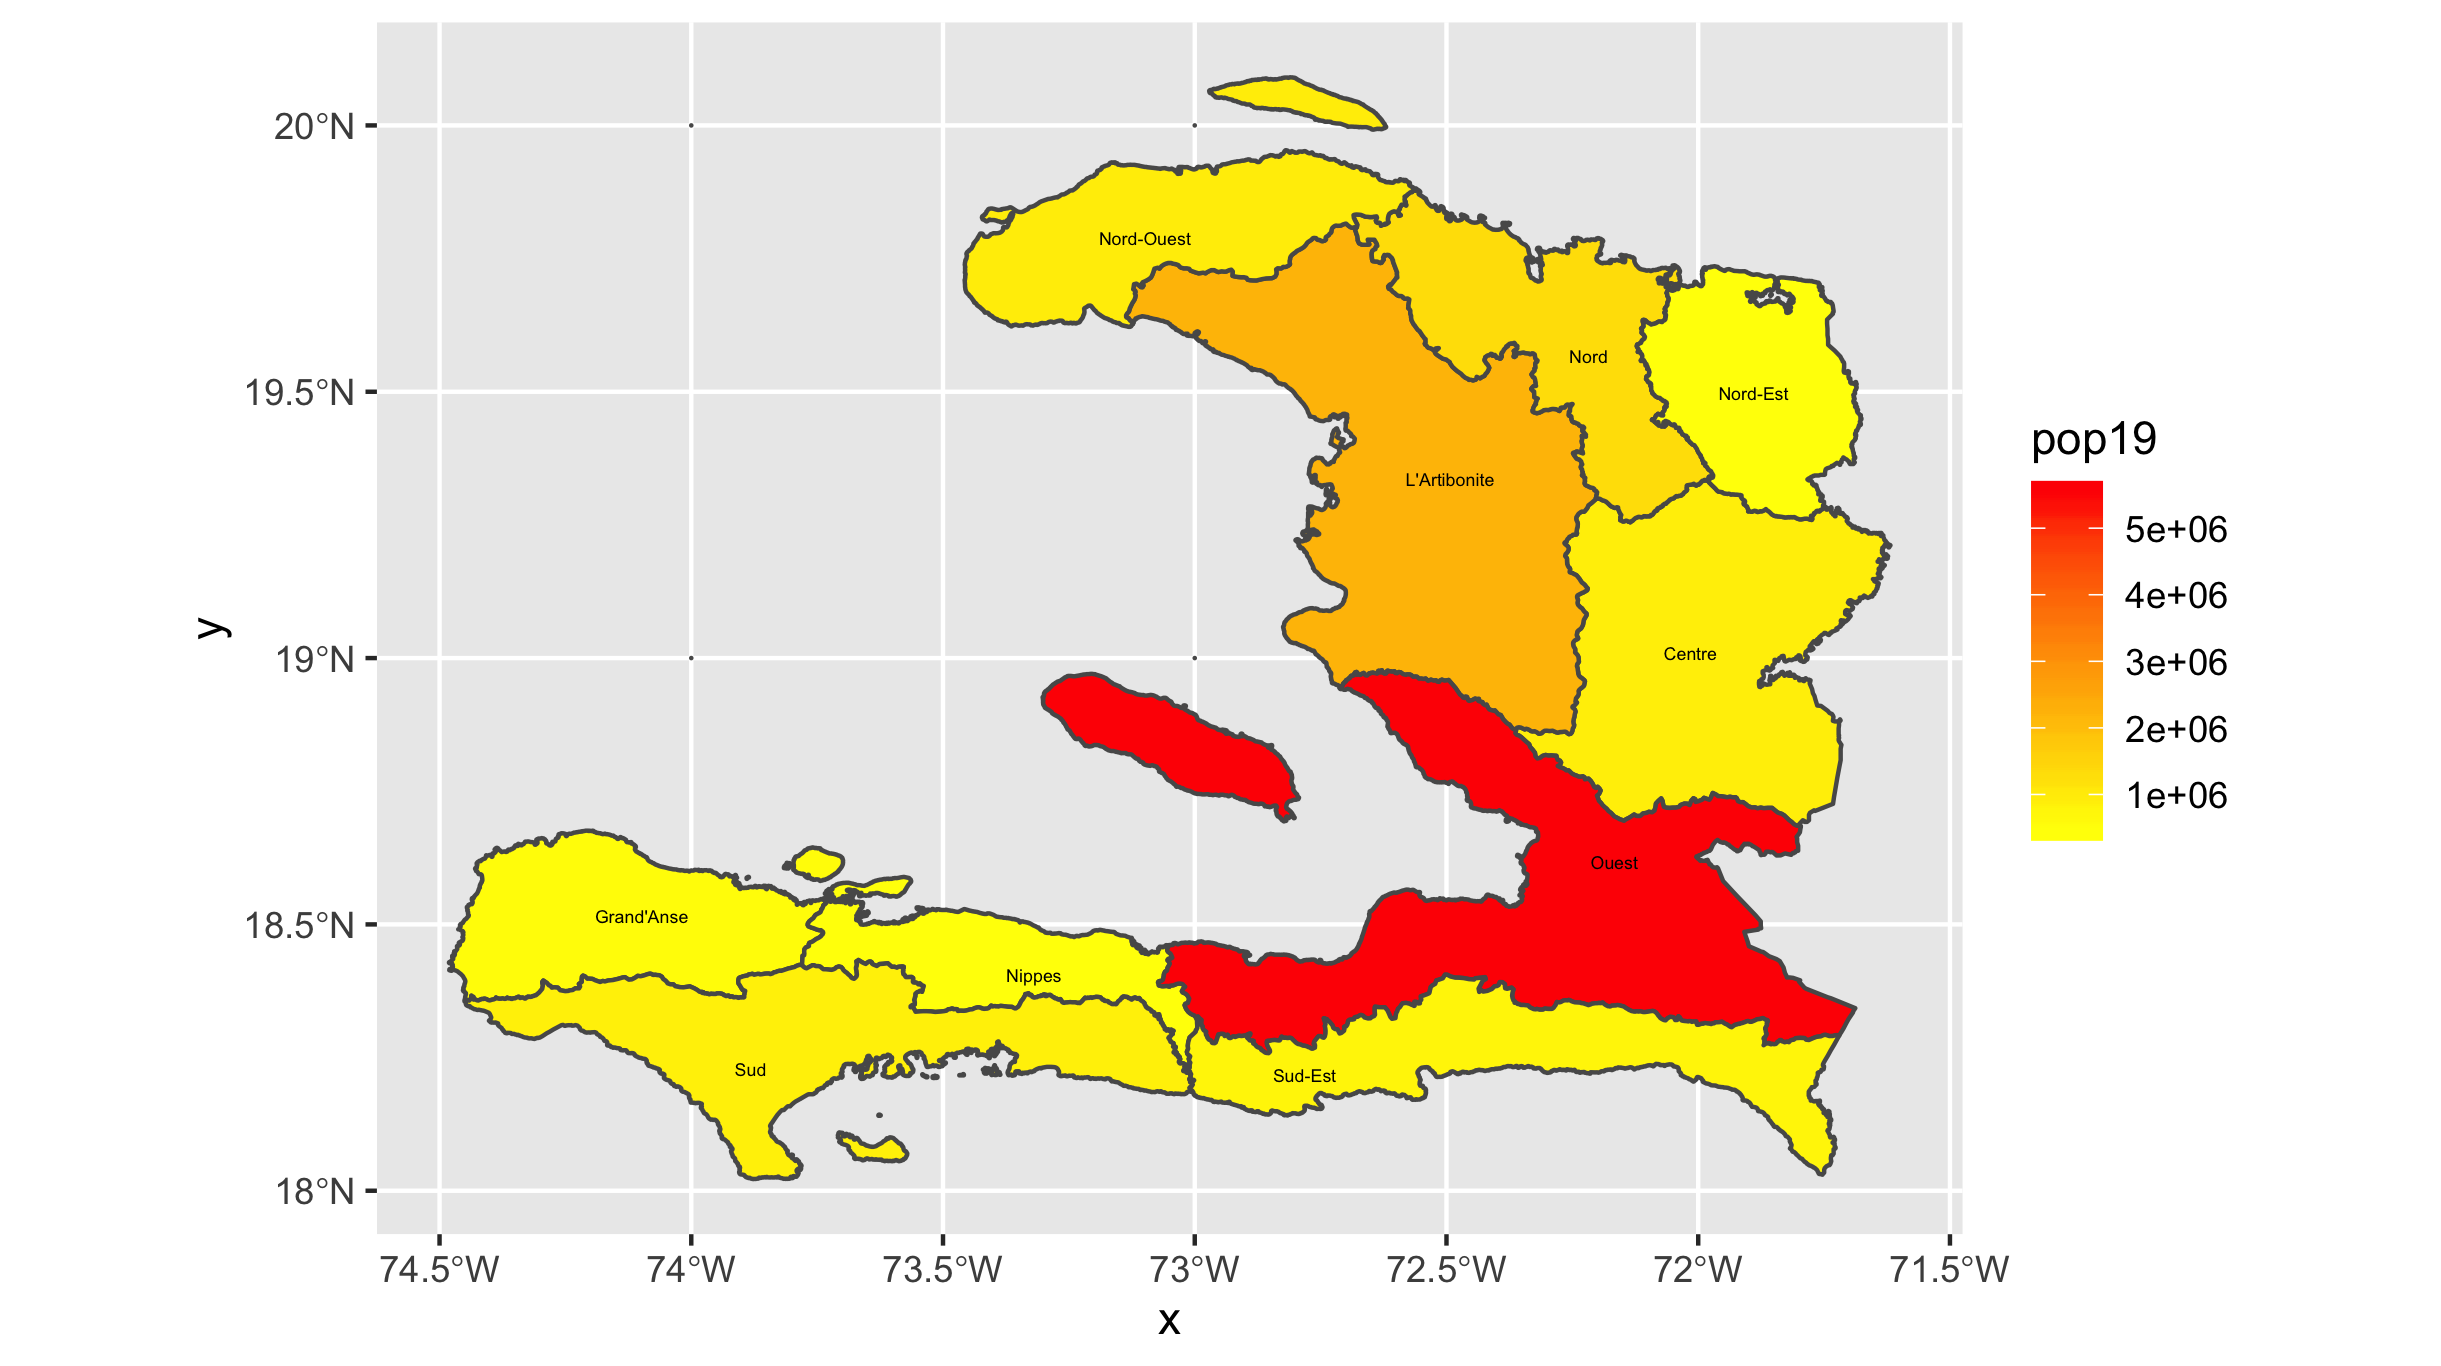 20°N
19.5°N
19°N
18.5°N
18°N
y
74.5°W 74°W 73.5°W 73°W 72.5°W 72°W 71.5°W
x
Nord-Ouest
Nord
Nord-Est
L'Artibonite
Centre
Ouest
Grand'Anse
Nippes
Sud
Sud-Est
pop19
5e+06
4e+06
3e+06
2e+06
1e+06